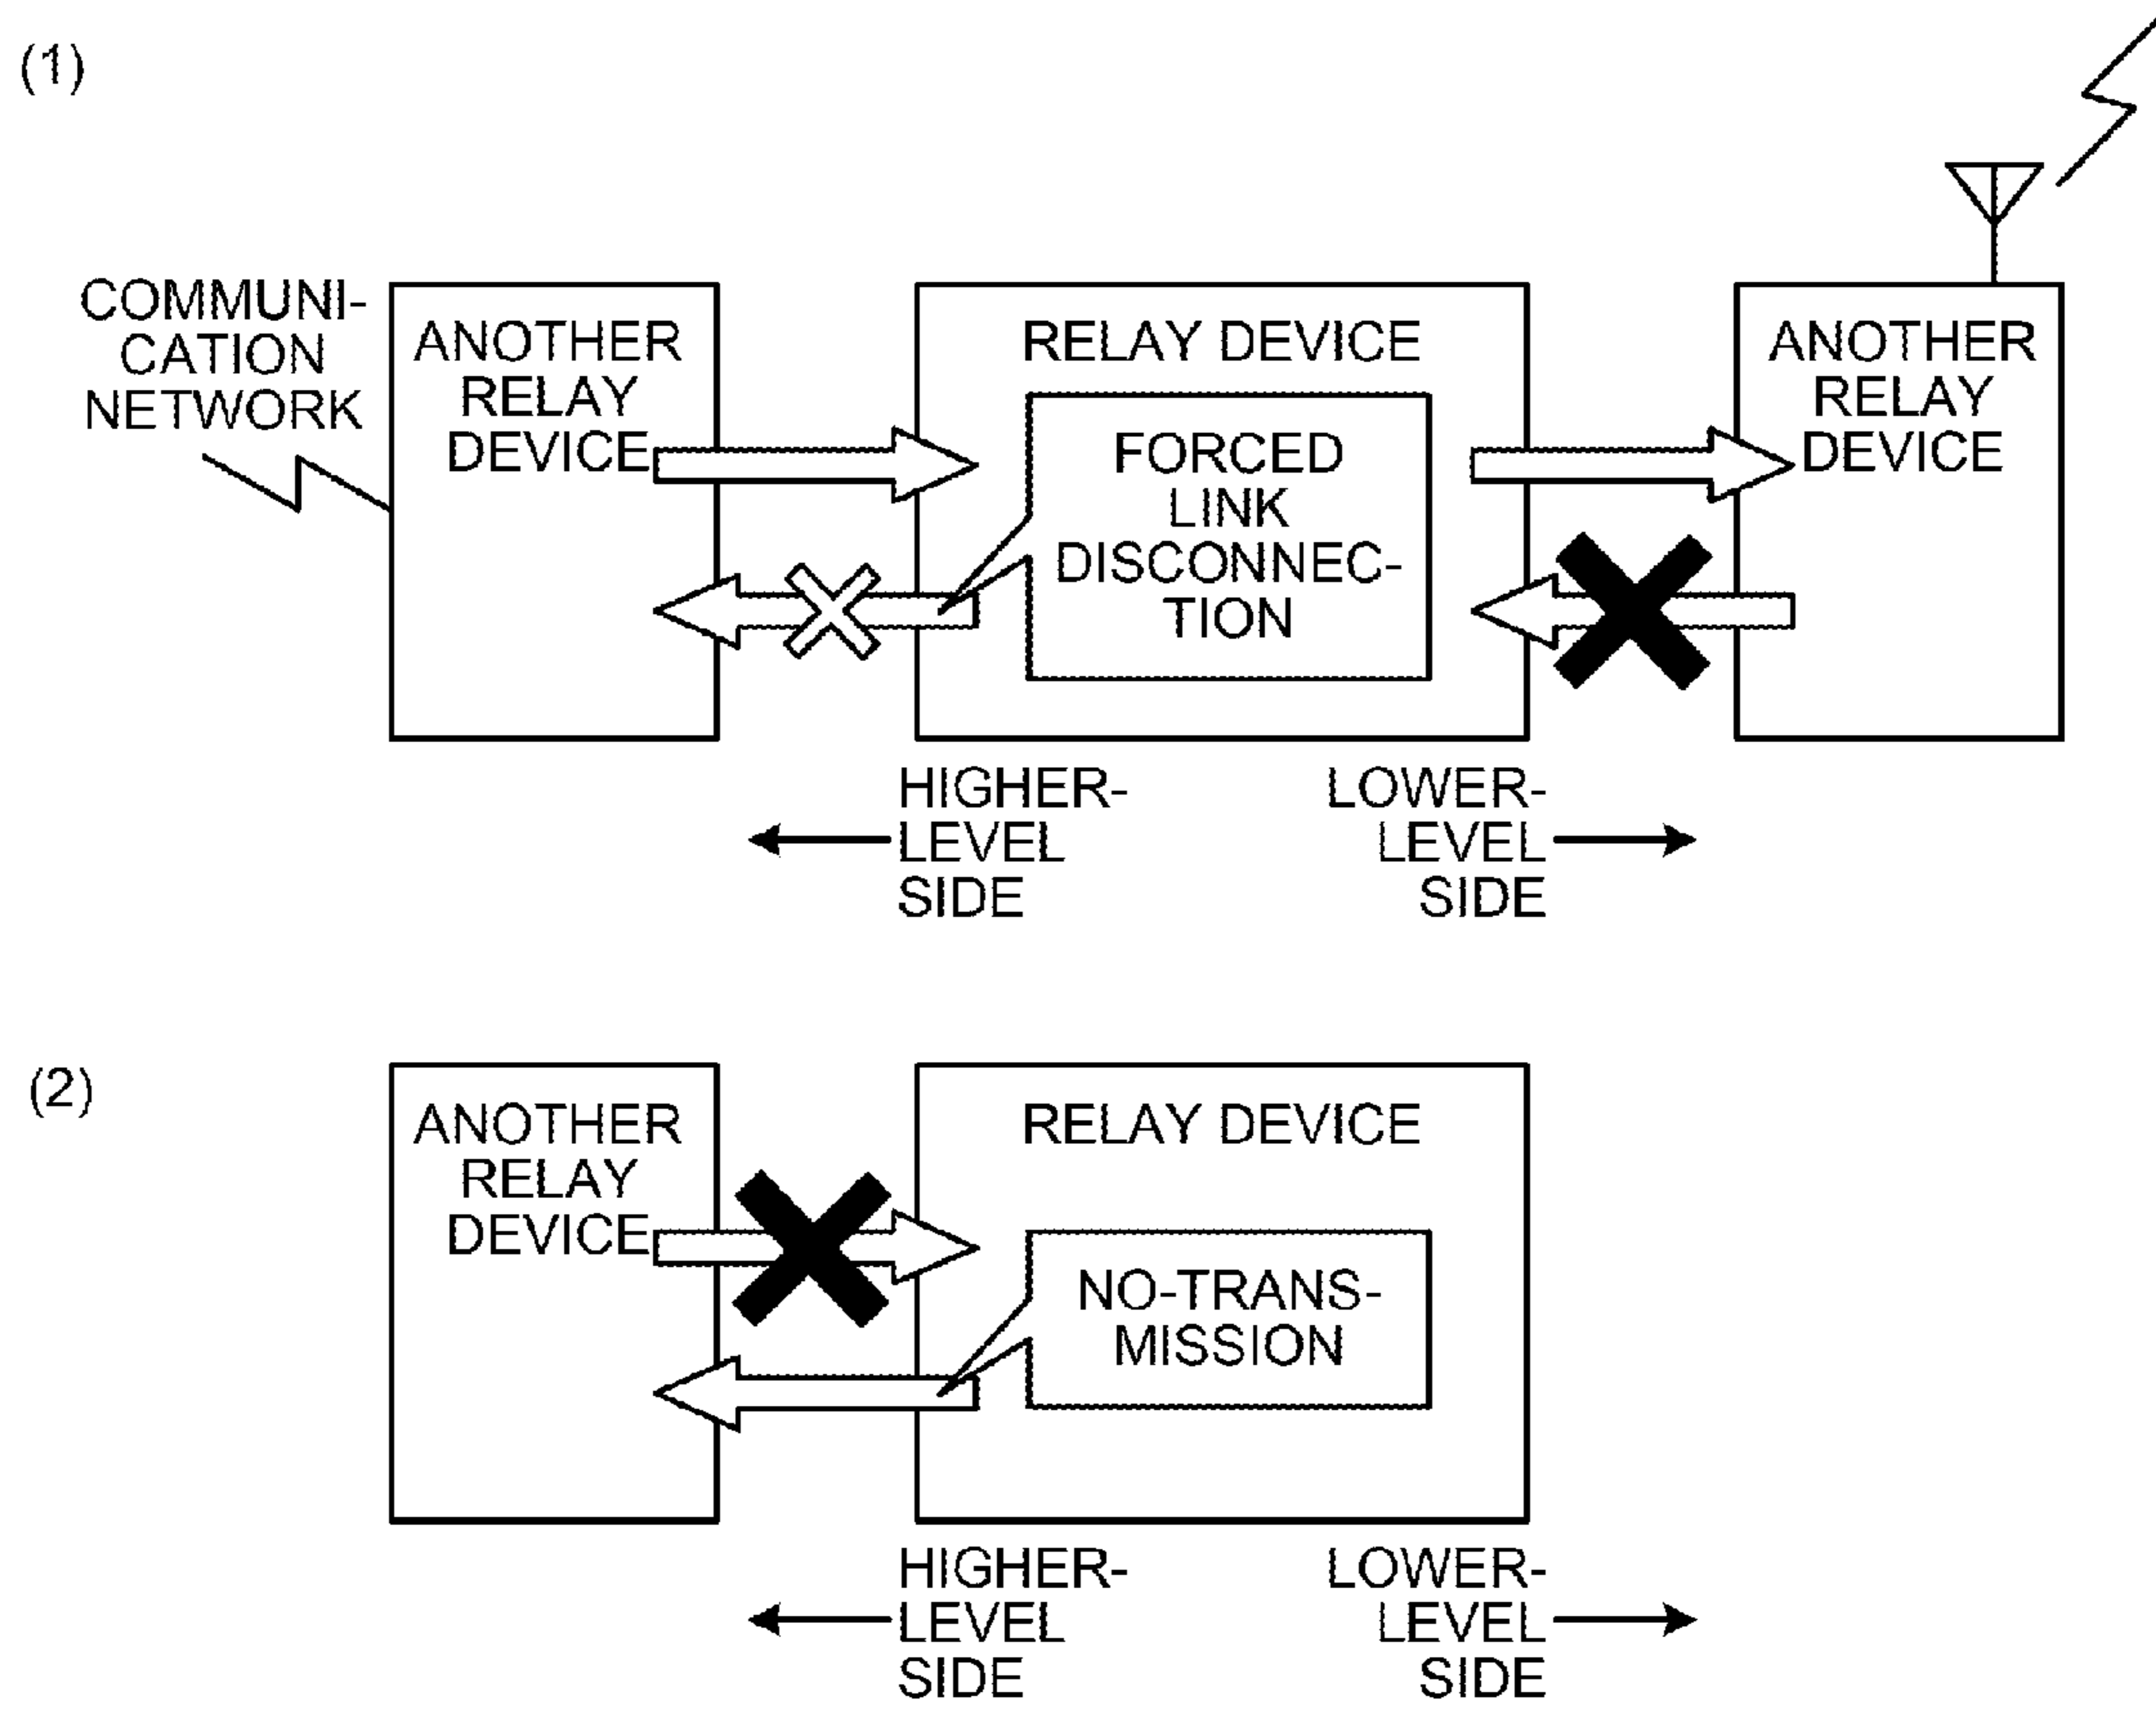 (1)
COMMUNI-
CATION
NETWORK
ANOTHER
RELAY
DEVICE
RELAY DEVICE
FORCED
LINK
DISCONNEC-
TION
ANOTHER
RELAY
DEVICE
HIGHER-
LEVEL
SIDE
LOWER-
LEVEL
SIDE
(2)
ANOTHER
RELAY
DEVICE
RELAY DEVICE
NO-TRANS-
MISSION
HIGHER-
LEVEL
SIDE
LOWER-
LEVEL
SIDE